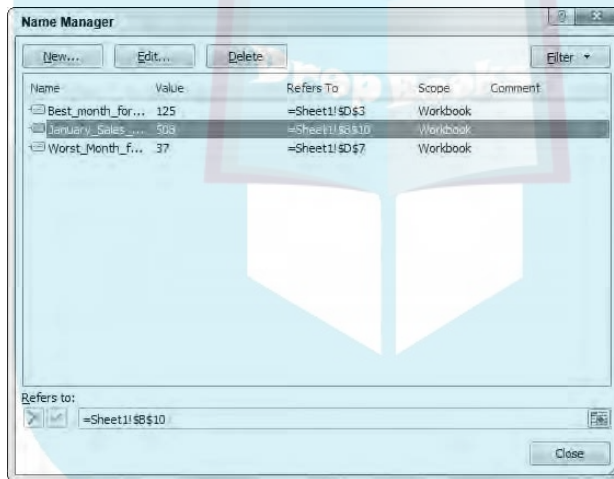 Name Manager
New... Edit... Delete Filter
Name Value Refers To Scope Comment
Best_month_for... 125 =Sheet1!$D$3 Workbook
January_Sales_... 508 =Sheet1!$B$10 Workbook
Worst_Month_f... 37 =Sheet1!$D$7 Workbook
Refers to:
=Sheet1!$B$10
Close